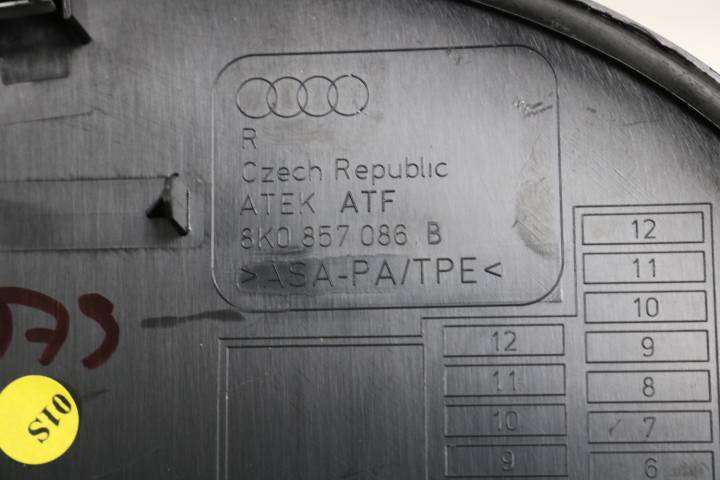 R
Czech Republic
ATEK ATF
8K0 857 086 B
>ASA-PA/TPE<
12
11
10
9
8
7
6
12
11
10
9
01S